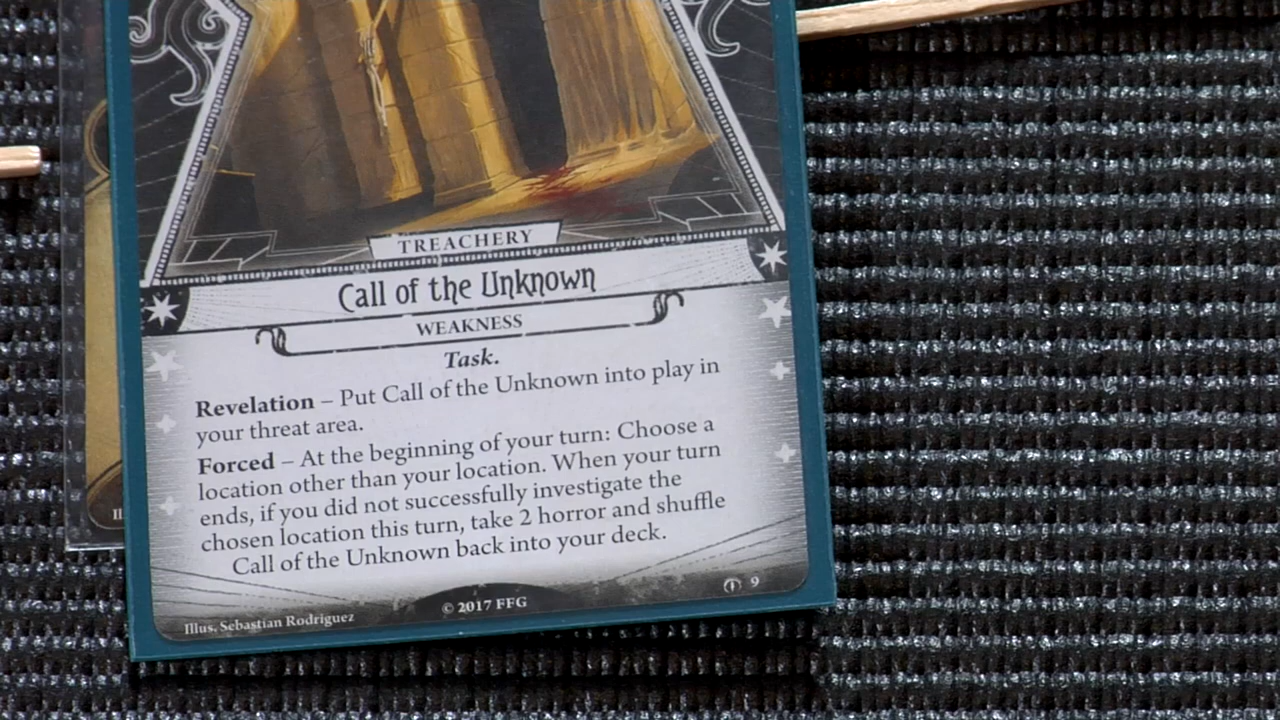 TREACHERY
Call of the Unknown
WEAKNESS
Task.
Revelation – Put Call of the Unknown into play in
your threat area.
Forced – At the beginning of your turn: Choose a
location other than your location. When your turn
ends, if you did not successfully investigate the
chosen location this turn, take 2 horror and shuffle
Call of the Unknown back into your deck.
Illus. Sebastian Rodriguez
© 2017 FFG
9